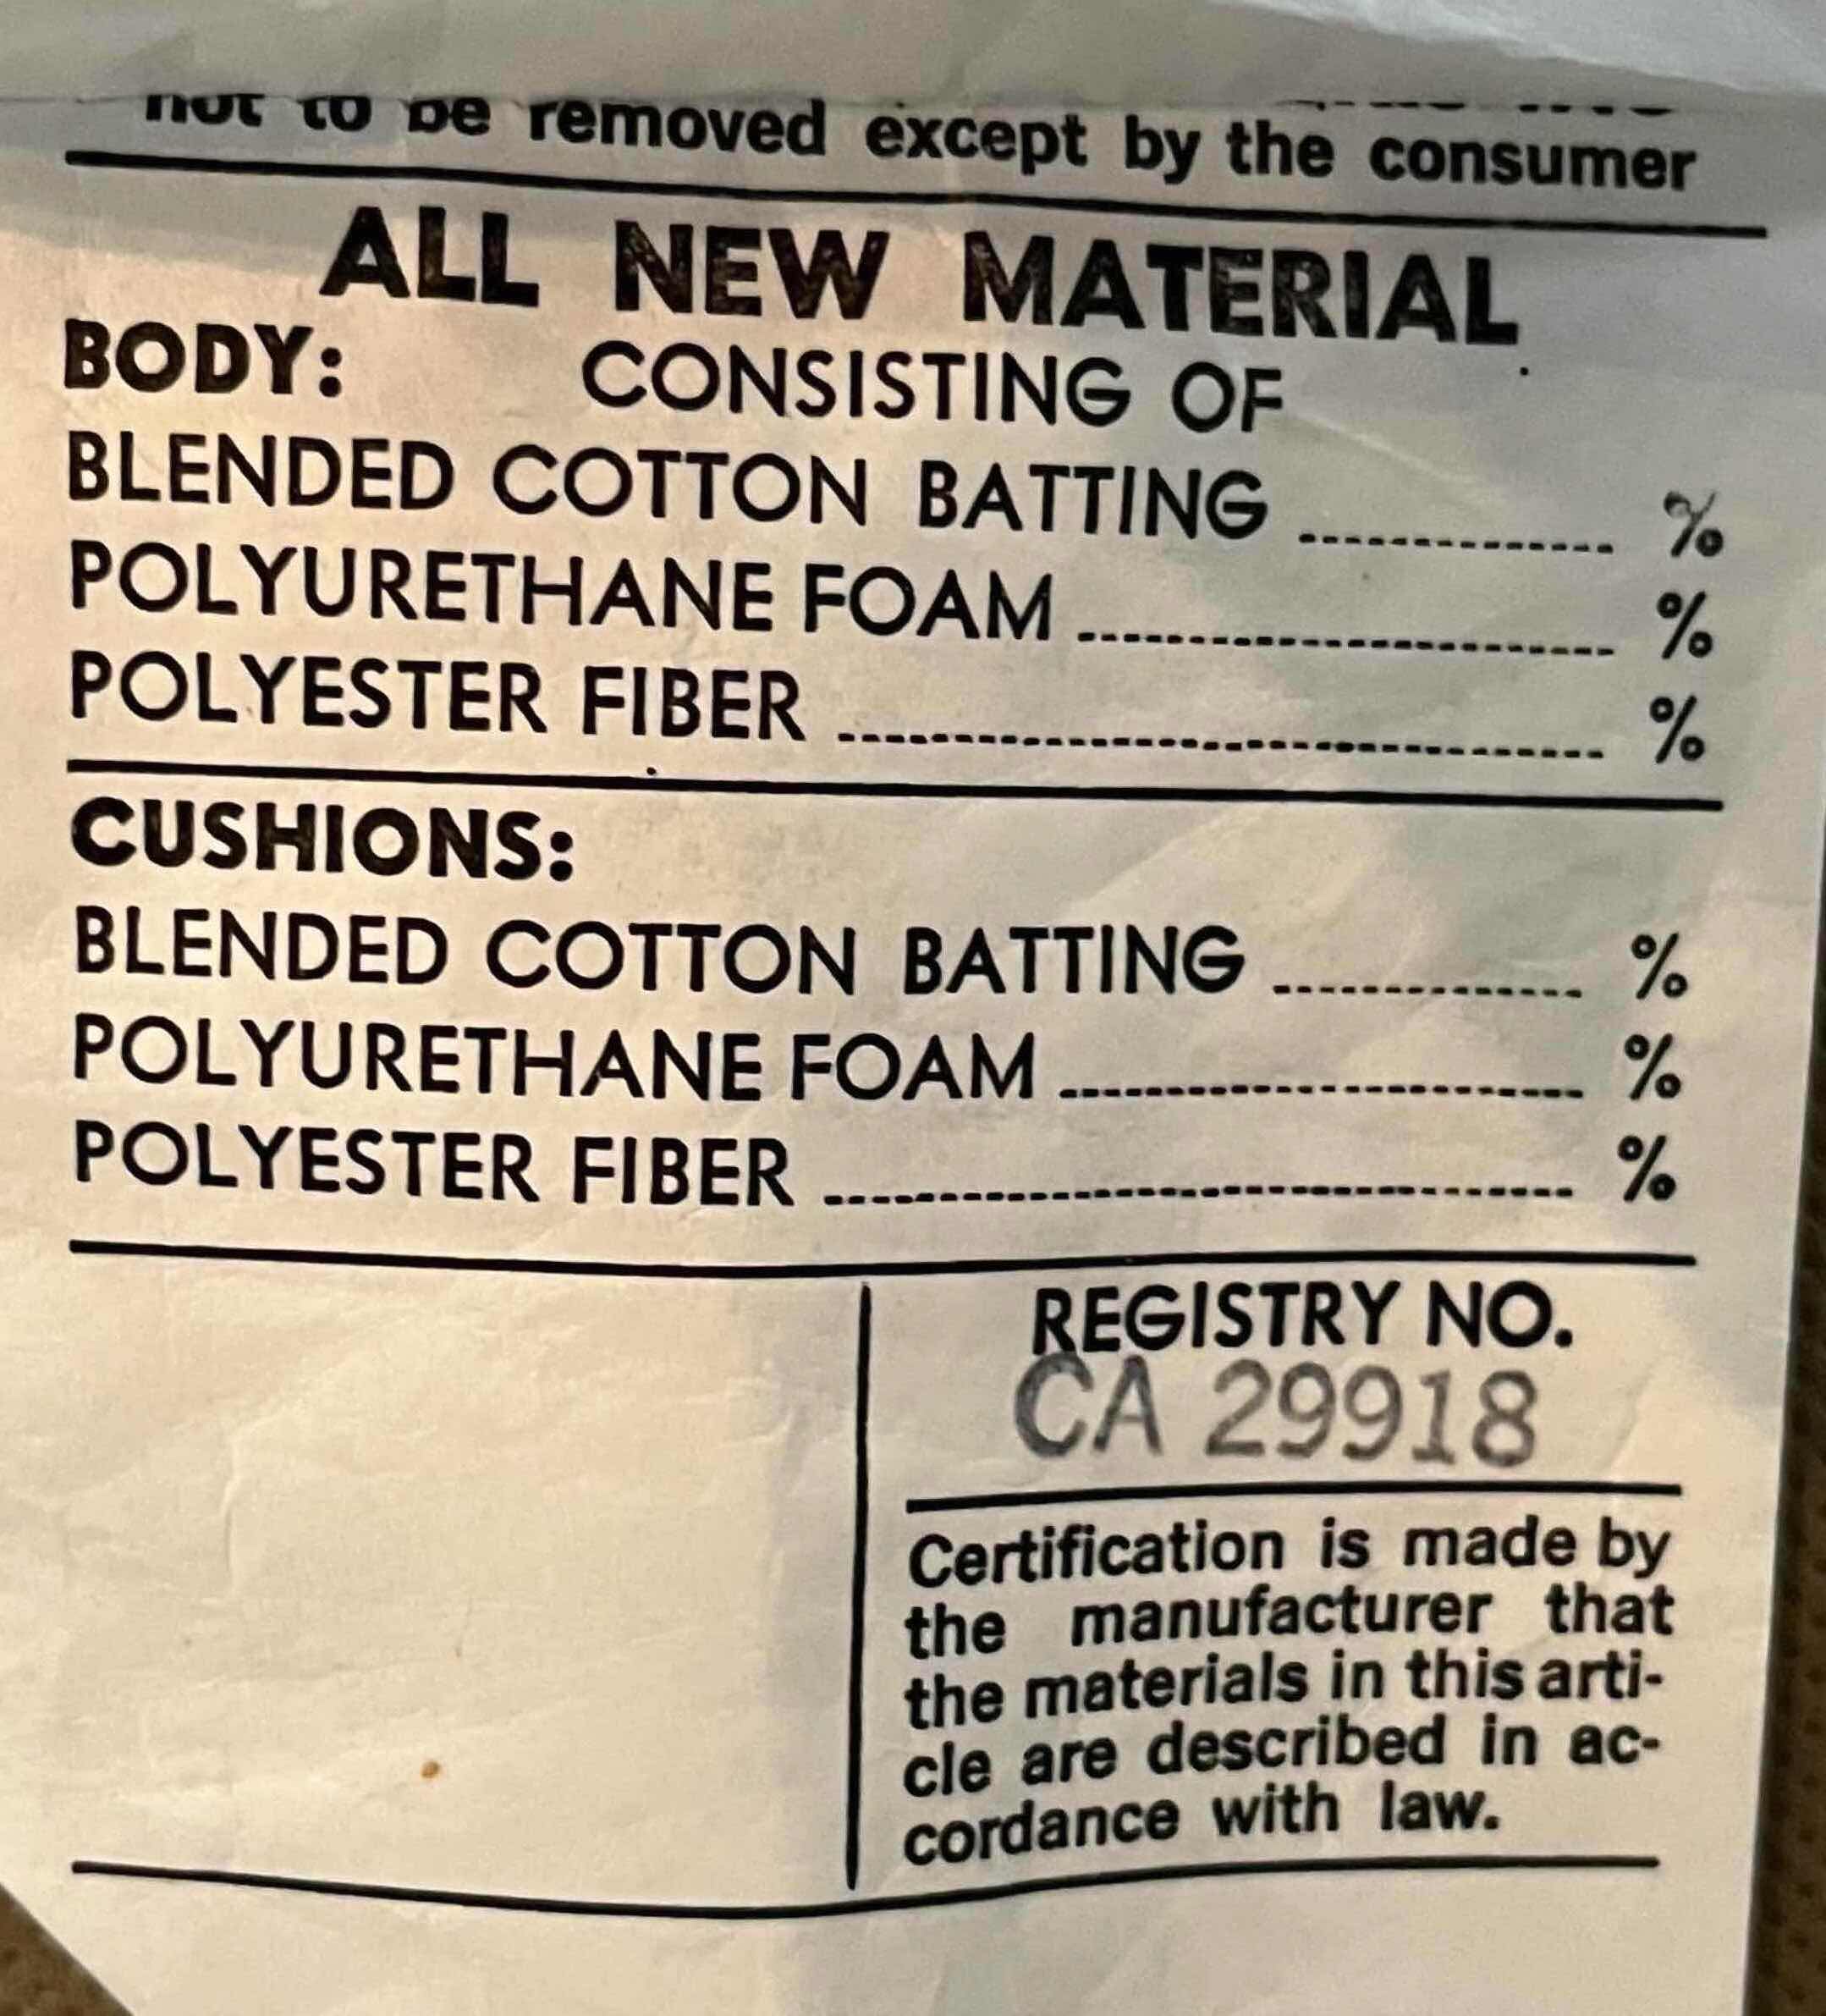 not to be removed except by the consumer
ALL NEW MATERIAL
BODY: CONSISTING OF
BLENDED COTTON BATTING .............. %
POLYURETHANE FOAM ........................ %
POLYESTER FIBER .................................. %
CUSHIONS:
BLENDED COTTON BATTING .............. %
POLYURETHANE FOAM ........................ %
POLYESTER FIBER .................................. %
REGISTRY NO.
CA 29918
Certification is made by
the manufacturer that
the materials in this arti-
cle are described in ac-
cordance with law.